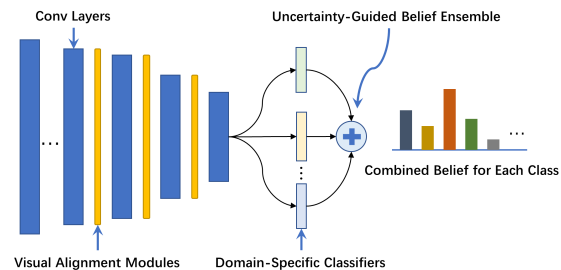 Conv Layers
Uncertainty-Guided Belief Ensemble
...
...
...
Combined Belief for Each Class
Visual Alignment Modules
Domain-Specific Classifiers